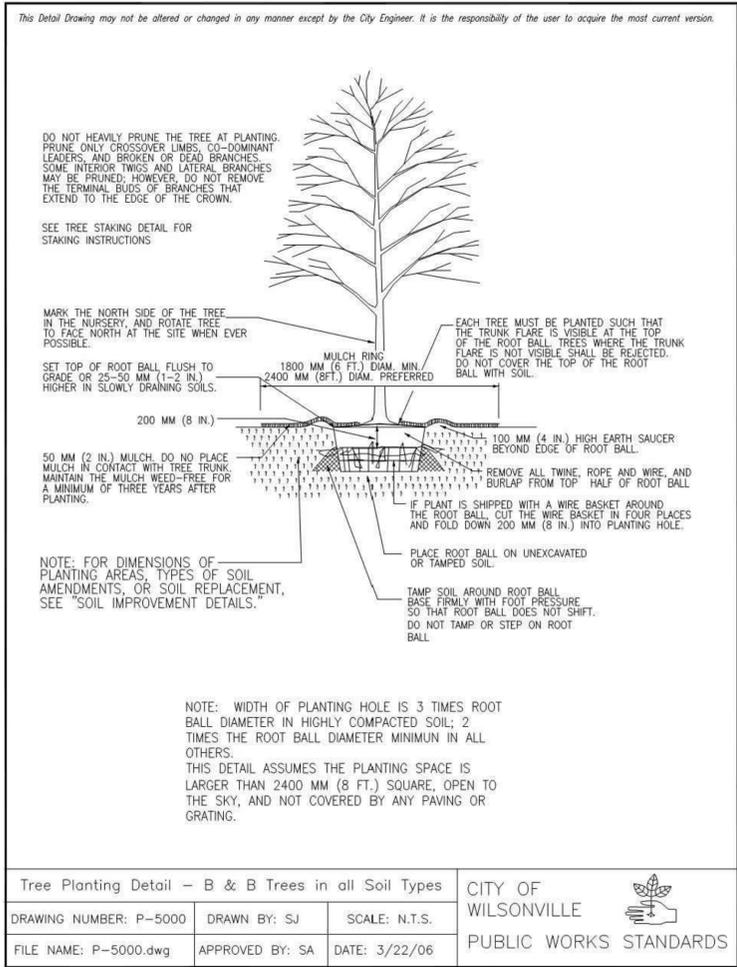 This Detail Drawing may not be altered or changed in any manner except by the City Engineer. It is the responsibility of the user to acquire the most current version.
DO NOT HEAVILY PRUNE THE TREE AT PLANTING.
PRUNE ONLY CROSSOVER LIMBS, CO-DOMINANT
LEADERS, AND BROKEN OR DEAD BRANCHES.
SOME INTERIOR TWIGS AND LATERAL BRANCHES
MAY BE PRUNED; HOWEVER, DO NOT REMOVE
THE TERMINAL BUDS OF BRANCHES THAT
EXTEND TO THE EDGE OF THE CROWN.
SEE TREE STAKING DETAIL FOR
STAKING INSTRUCTIONS
MARK THE NORTH SIDE OF THE TREE
IN THE NURSERY, AND ROTATE TREE
TO FACE NORTH AT THE SITE WHEN EVER
POSSIBLE.
SET TOP OF ROOT BALL FLUSH TO
GRADE OR 25-50 MM (1-2 IN.)
HIGHER IN SLOWLY DRAINING SOILS.
MULCH RING
1800 MM (6 FT.) DIAM. MIN.
2400 MM (8FT.) DIAM. PREFERRED
EACH TREE MUST BE PLANTED SUCH THAT
THE TRUNK FLARE IS VISIBLE AT THE TOP
OF THE ROOT BALL. TREES WHERE THE TRUNK
FLARE IS NOT VISIBLE SHALL BE REJECTED.
DO NOT COVER THE TOP OF THE ROOT
BALL WITH SOIL.
200 MM (8 IN.)
50 MM (2 IN.) MULCH. DO NO PLACE
MULCH IN CONTACT WITH TREE TRUNK.
MAINTAIN THE MULCH WEED-FREE FOR
A MINIMUM OF THREE YEARS AFTER
PLANTING.
100 MM (4 IN.) HIGH EARTH SAUCER
BEYOND EDGE OF ROOT BALL.
REMOVE ALL TWINE, ROPE AND WIRE, AND
BURLAP FROM TOP HALF OF ROOT BALL
IF PLANT IS SHIPPED WITH A WIRE BASKET AROUND
THE ROOT BALL, CUT THE WIRE BASKET IN FOUR PLACES
AND FOLD DOWN 200 MM (8 IN.) INTO PLANTING HOLE.
PLACE ROOT BALL ON UNEXCAVATED
OR TAMPED SOIL.
NOTE: FOR DIMENSIONS OF
PLANTING AREAS, TYPES OF SOIL
AMENDMENTS, OR SOIL REPLACEMENT,
SEE "SOIL IMPROVEMENT DETAILS."
TAMP SOIL AROUND ROOT BALL
BASE FIRMLY WITH FOOT PRESSURE
SO THAT ROOT BALL DOES NOT SHIFT.
DO NOT TAMP OR STEP ON ROOT
BALL
NOTE: WIDTH OF PLANTING HOLE IS 3 TIMES ROOT
BALL DIAMETER IN HIGHLY COMPACTED SOIL; 2
TIMES THE ROOT BALL DIAMETER MINIMUN IN ALL
OTHERS.
THIS DETAIL ASSUMES THE PLANTING SPACE IS
LARGER THAN 2400 MM (8 FT.) SQUARE, OPEN TO
THE SKY, AND NOT COVERED BY ANY PAVING OR
GRATING.
Tree Planting Detail - B & B Trees in all Soil Types
DRAWING NUMBER: P-5000
DRAWN BY: SJ
SCALE: N.T.S.
FILE NAME: P-5000.dwg
APPROVED BY: SA
DATE: 3/22/06
CITY OF
WILSONVILLE
PUBLIC WORKS STANDARDS